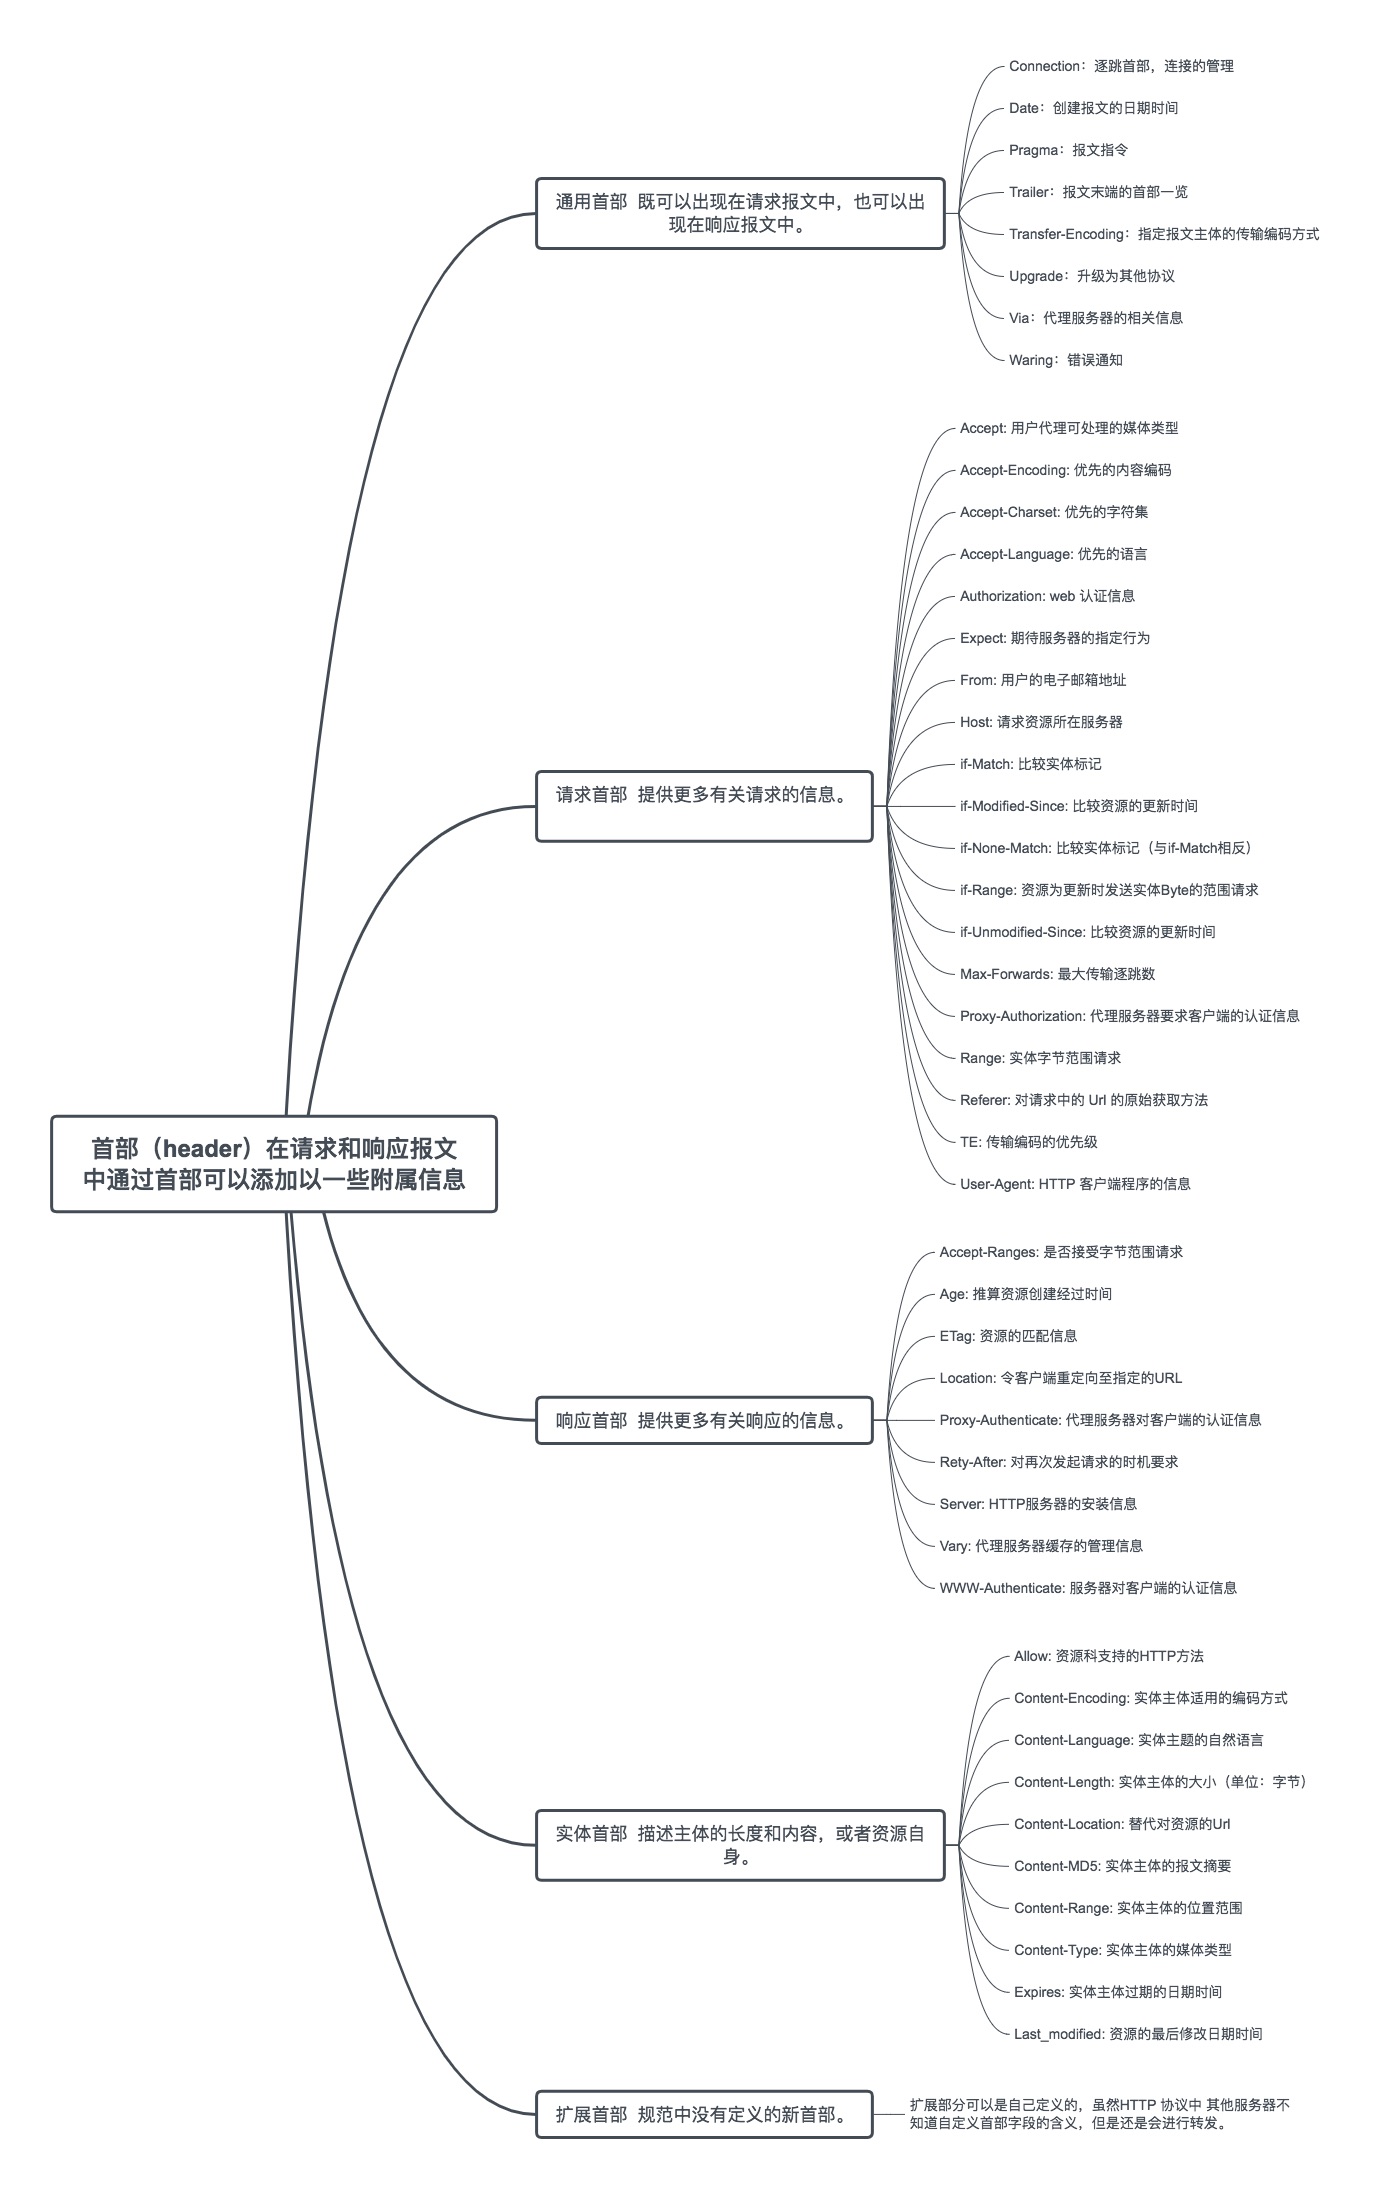 首部（header）在请求和响应报文
中通过首部可以添加以一些附属信息
通用首部  既可以出现在请求报文中，也可以出
现在响应报文中。
Connection：逐跳首部，连接的管理
Date：创建报文的日期时间
Pragma：报文指令
Trailer：报文末端的首部一览
Transfer-Encoding：指定报文主体的传输编码方式
Upgrade：升级为其他协议
Via：代理服务器的相关信息
Waring：错误通知
请求首部  提供更多有关请求的信息。
Accept: 用户代理可处理的媒体类型
Accept-Encoding: 优先的内容编码
Accept-Charset: 优先的字符集
Accept-Language: 优先的语言
Authorization: web 认证信息
Expect: 期待服务器的指定行为
From: 用户的电子邮箱地址
Host: 请求资源所在服务器
if-Match: 比较实体标记
if-Modified-Since: 比较资源的更新时间
if-None-Match: 比较实体标记（与if-Match相反）
if-Range: 资源为更新时发送实体Byte的范围请求
if-Unmodified-Since: 比较资源的更新时间
Max-Forwards: 最大传输逐跳数
Proxy-Authorization: 代理服务器要求客户端的认证信息
Range: 实体字节范围请求
Referer: 对请求中的 Url 的原始获取方法
TE: 传输编码的优先级
User-Agent: HTTP 客户端程序的信息
响应首部  提供更多有关响应的信息。
Accept-Ranges: 是否接受字节范围请求
Age: 推算资源创建经过时间
ETag: 资源的匹配信息
Location: 令客户端重定向至指定的URL
Proxy-Authenticate: 代理服务器对客户端的认证信息
Rety-After: 对再次发起请求的时机要求
Server: HTTP服务器的安装信息
Vary: 代理服务器缓存的管理信息
WWW-Authenticate: 服务器对客户端的认证信息
实体首部  描述主体的长度和内容，或者资源自
身。
Allow: 资源科支持的HTTP方法
Content-Encoding: 实体主体适用的编码方式
Content-Language: 实体主题的自然语言
Content-Length: 实体主体的大小（单位：字节）
Content-Location: 替代对资源的Url
Content-MD5: 实体主体的报文摘要
Content-Range: 实体主体的位置范围
Content-Type: 实体主体的媒体类型
Expires: 实体主体过期的日期时间
Last_modified: 资源的最后修改日期时间
扩展首部  规范中没有定义的新首部。
扩展部分可以是自己定义的，虽然HTTP 协议中 其他服务器不
知道自定义首部字段的含义，但是还是会进行转发。